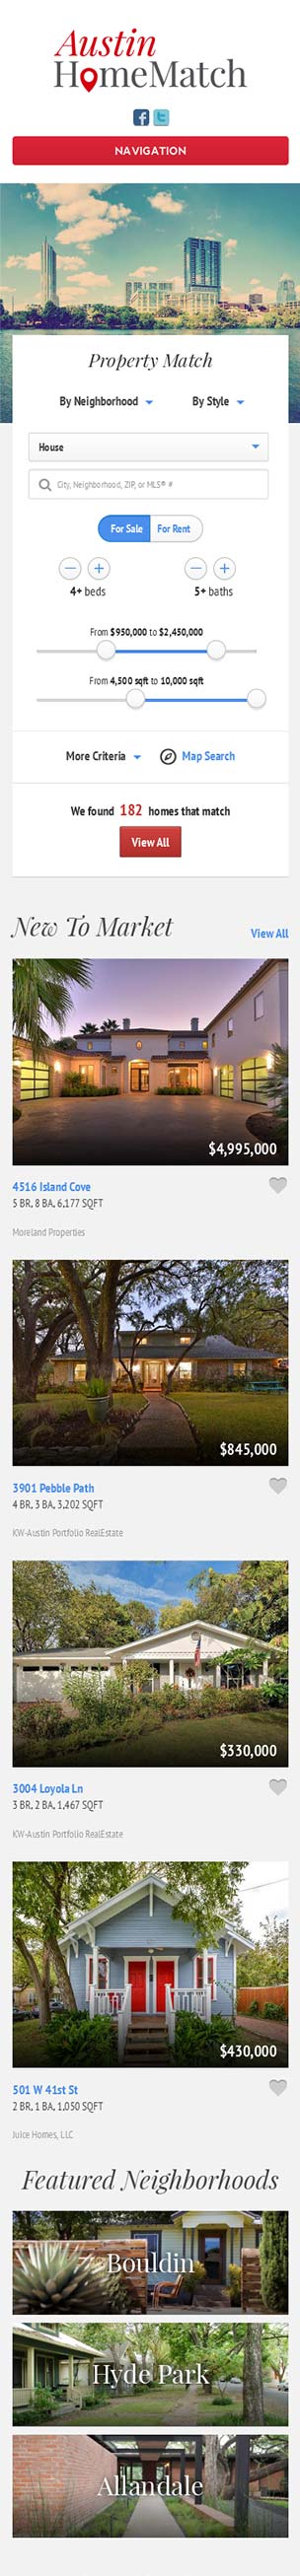 Austin
HomeMatch
NAVIGATION
Property Match
By Neighborhood By Style
House
City, Neighborhood, ZIP, or MLS® #
For Sale For Rent
4+ beds 5+ baths
From $950,000 to $2,450,000
From 4,500 sqft to 10,000 sqft
More Criteria Map Search
We found 182 homes that match
View All
New To Market View All
$4,995,000
4516 Island Cove
5 BR, 8 BA, 6,177 SQFT
Moreland Properties
$845,000
3901 Pebble Path
4 BR, 3 BA, 3,202 SQFT
KW-Austin Portfolio RealEstate
$330,000
3004 Loyola Ln
3 BR, 2 BA, 1,467 SQFT
KW-Austin Portfolio RealEstate
$430,000
501 W 41st St
2 BR, 1 BA, 1,050 SQFT
Juice Homes, LLC
Featured Neighborhoods
Bouldin
Hyde Park
Allandale